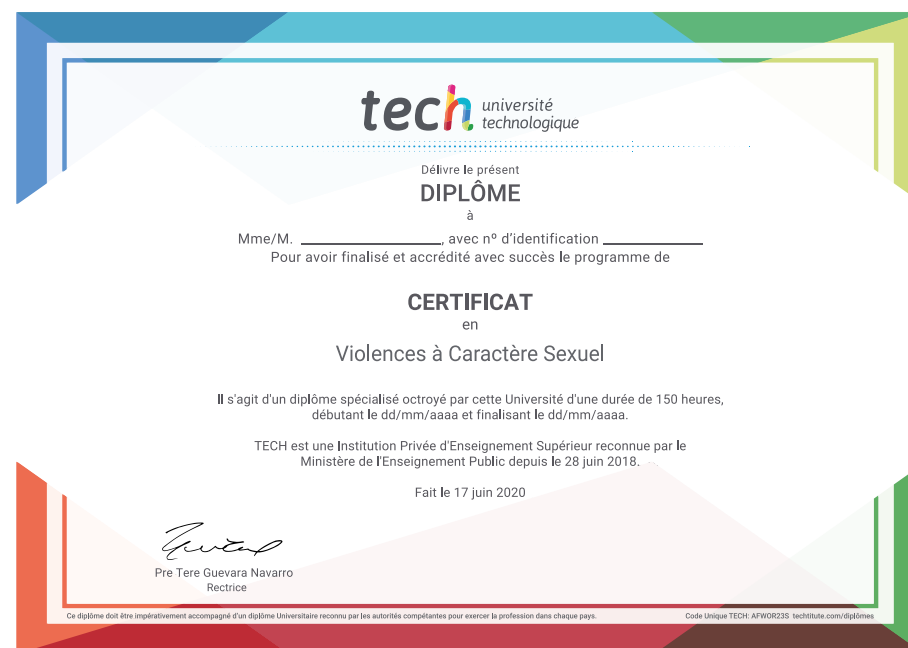 tech université
technologique
Délivre le présent
DIPLÔME
à
Mme/M. ____________________, avec nº d'identification ______________
Pour avoir finalisé et accrédité avec succès le programme de
CERTIFICAT
en
Violences à Caractère Sexuel
Il s'agit d'un diplôme spécialisé octroyé par cette Université d'une durée de 150 heures,
débutant le dd/mm/aaaa et finalisant le dd/mm/aaaa.
TECH est une Institution Privée d'Enseignement Supérieur reconnue par le
Ministère de l'Enseignement Public depuis le 28 juin 2018.
Fait le 17 juin 2020
Pre Tere Guevara Navarro
Rectrice
Ce diplôme doit être impérativement accompagné d'un diplôme Universitaire reconnu par les autorités compétantes pour exercer la profession dans chaque pays.
Code Unique TECH: AFWOR23S techtitute.com/diplômes